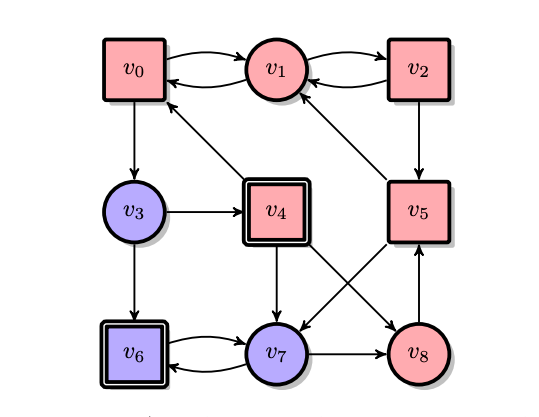 v₀ v₁ v₂
v₃ v₄ v₅
v₆ v₇ v₈